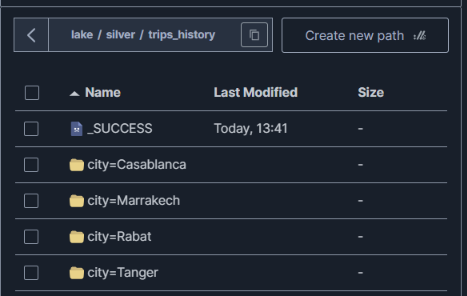 lake / silver / trips_history
Create new path
Name Last Modified Size
_SUCCESS Today, 13:41 -
city=Casablanca -
city=Marrakech -
city=Rabat -
city=Tanger -